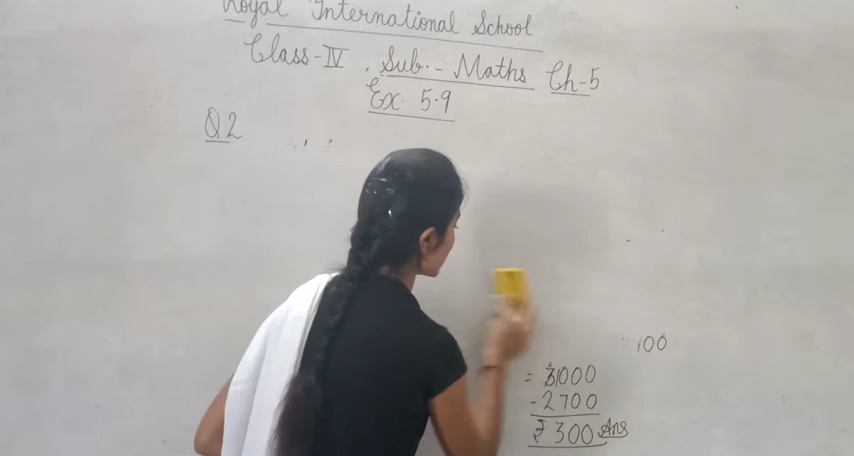 Royal International School
Class-IV , Sub.- Maths Ch-5
Ex. 5.9
Q2
100
= 3000
-2700
₹ 300 Ans